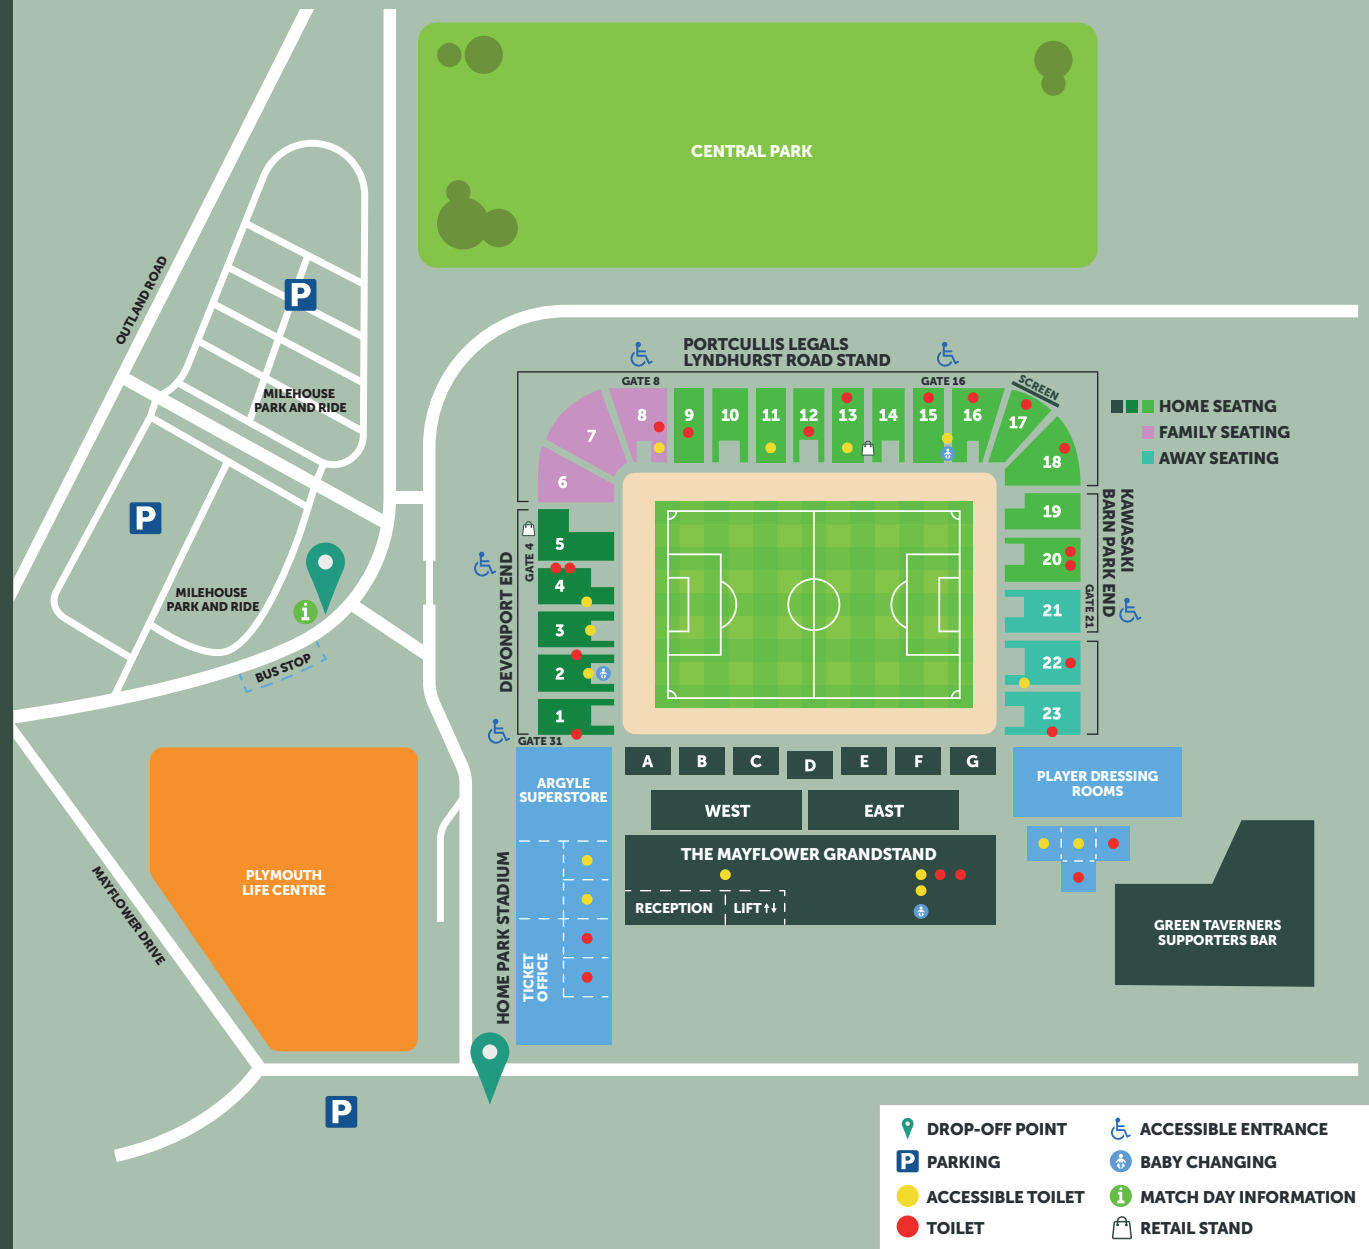 CENTRAL PARK
OUTLAND ROAD
P
MILEHOUSE
PARK AND RIDE
P
MILEHOUSE
PARK AND RIDE
i
BUS STOP
PORTCULLIS LEGALS
LYNDHURST ROAD STAND
GATE 8
GATE 16
SCREEN
6
7
8
9
10
11
12
13
14
15
16
17
18
HOME SEATNG
FAMILY SEATING
AWAY SEATING
DEVONPORT END
GATE 4
5
4
3
2
1
GATE 31
KAWASAKI
BARN PARK END
GATE 21
19
20
21
22
23
ARGYLE
SUPERSTORE
TICKET
OFFICE
HOME PARK STADIUM
A
B
C
D
E
F
G
WEST
EAST
THE MAYFLOWER GRANDSTAND
RECEPTION
LIFT
PLAYER DRESSING
ROOMS
GREEN TAVERNERS
SUPPORTERS BAR
PLYMOUTH
LIFE CENTRE
MAYFLOWER DRIVE
P
DROP-OFF POINT
P PARKING
ACCESSIBLE TOILET
TOILET
ACCESSIBLE ENTRANCE
BABY CHANGING
i MATCH DAY INFORMATION
RETAIL STAND